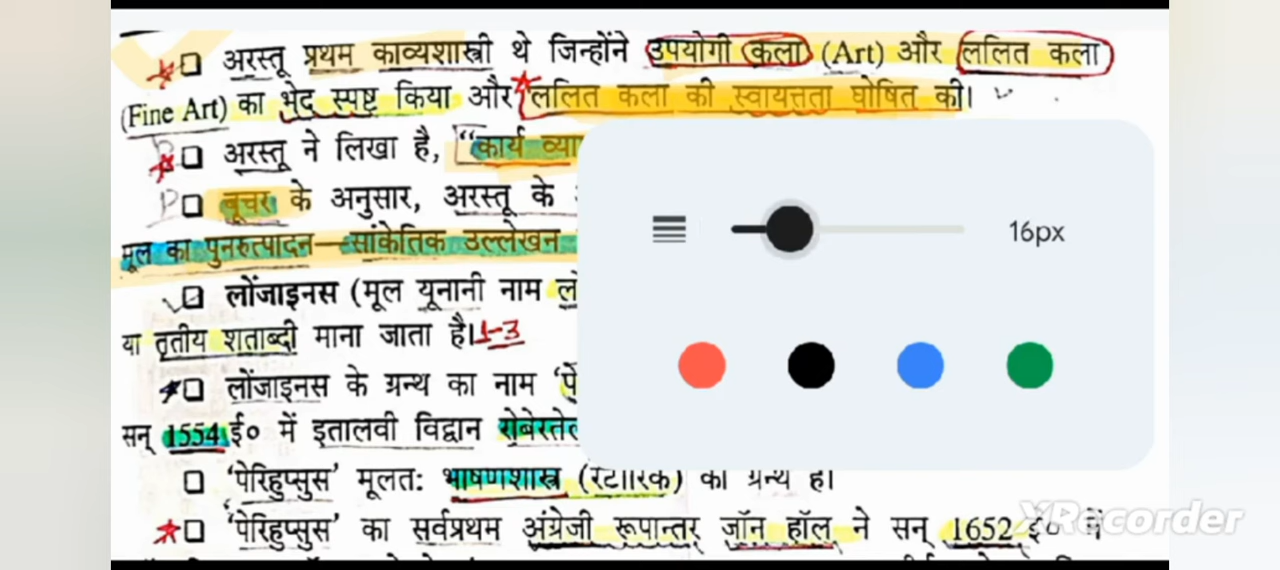 अरस्तू प्रथम काव्यशास्त्री थे जिन्होंने उपयोगी कला (Art) और ललित कला
(Fine Art) का भेद स्पष्ट किया और ललित कला की स्वायत्तता घोषित की।
अरस्तू ने लिखा है, “कार्य
बूचर के अनुसार, अरस्तू के
मूल का पुनरुत्पादन—सांकेतिक उल्लेखन
16px
लोंजाइनस (मूल यूनानी नाम
या तृतीय शताब्दी माना जाता है। 1-3
लोंजाइनस के ग्रन्थ का नाम
सन् 1554 ई० में इतालवी विद्वान
'पेरिहुप्सुस' मूलत: भाषणशास्त्र (रेटॉरिक) का ग्रन्थ है।
'पेरिहुप्सुस' का सर्वप्रथम अंग्रेजी रूपान्तर जॉन हॉल ने सन् 1652 ई० में
XRecorder